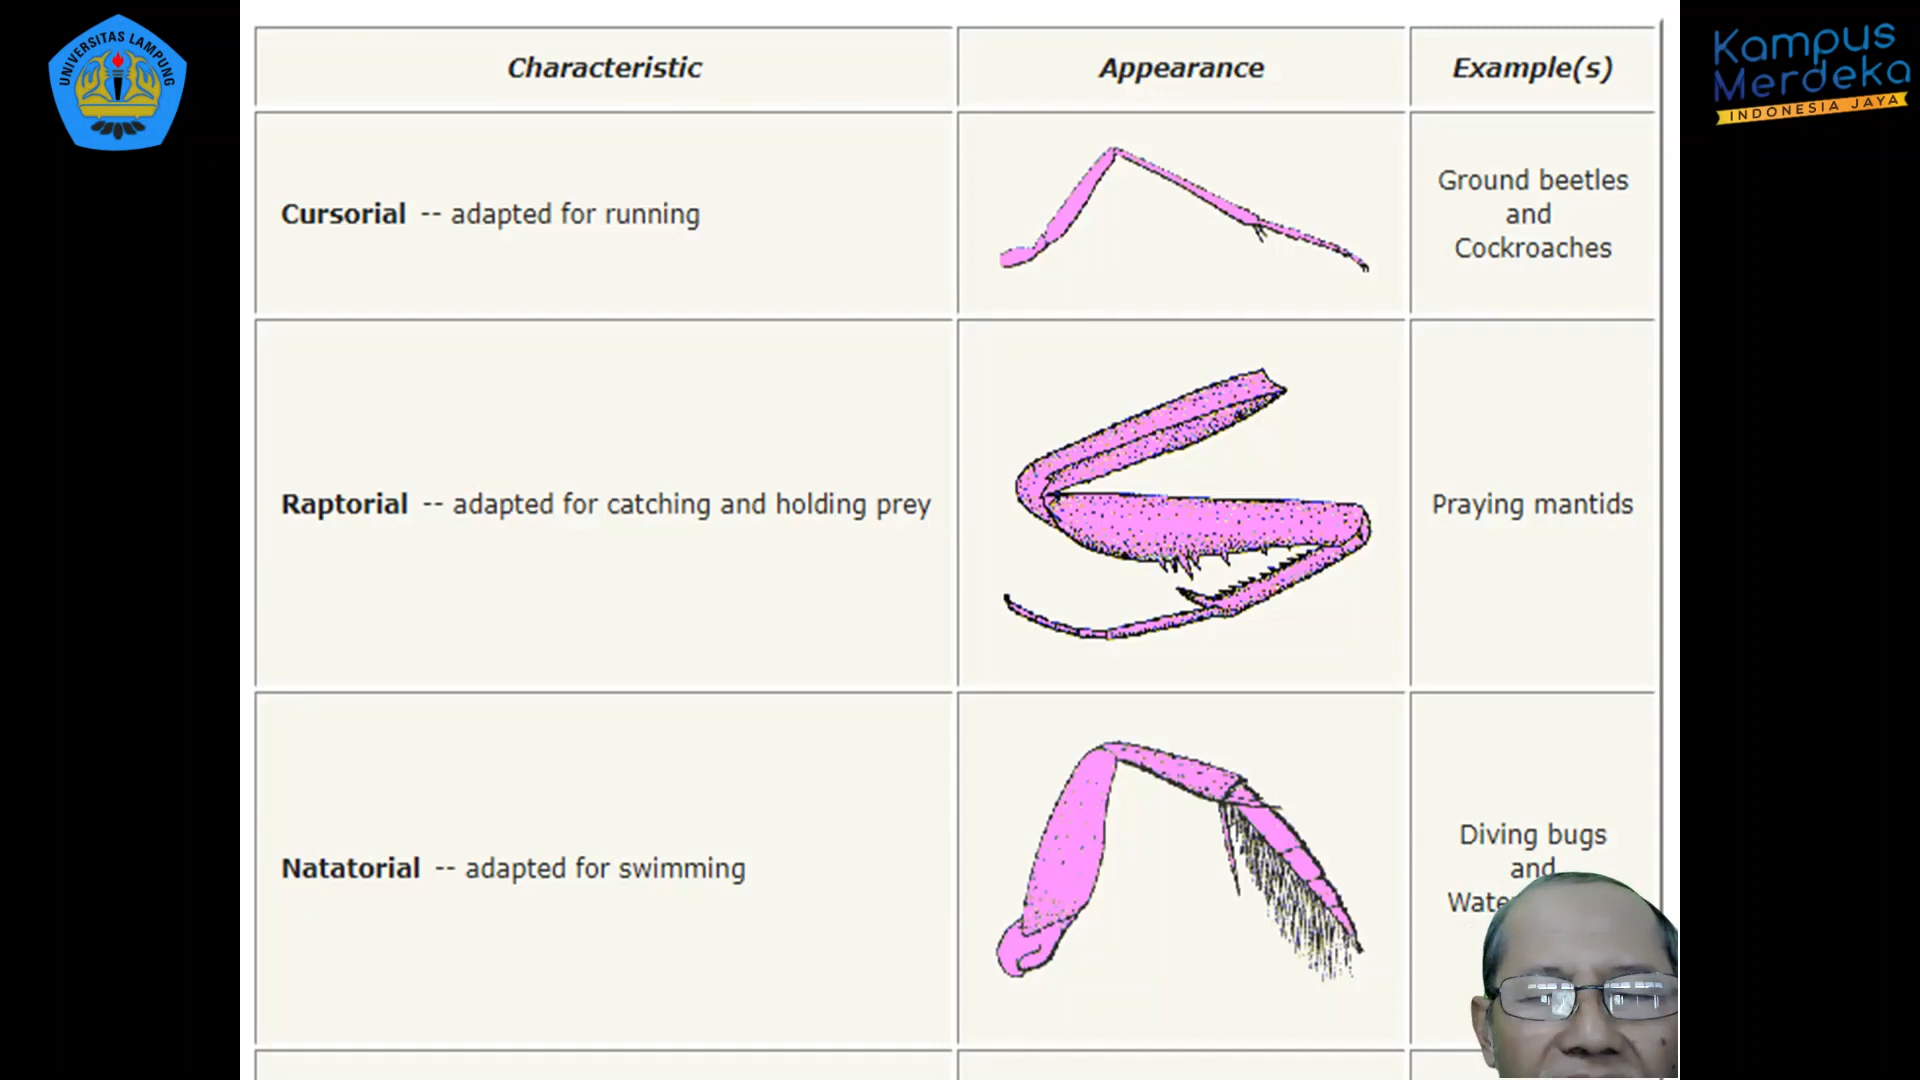 UNIVERSITAS LAMPUNG
Kampus
Merdeka
INDONESIA JAYA
Characteristic
Appearance
Example(s)
Cursorial -- adapted for running
Ground beetles
and
Cockroaches
Raptorial -- adapted for catching and holding prey
Praying mantids
Natatorial -- adapted for swimming
Diving bugs
and